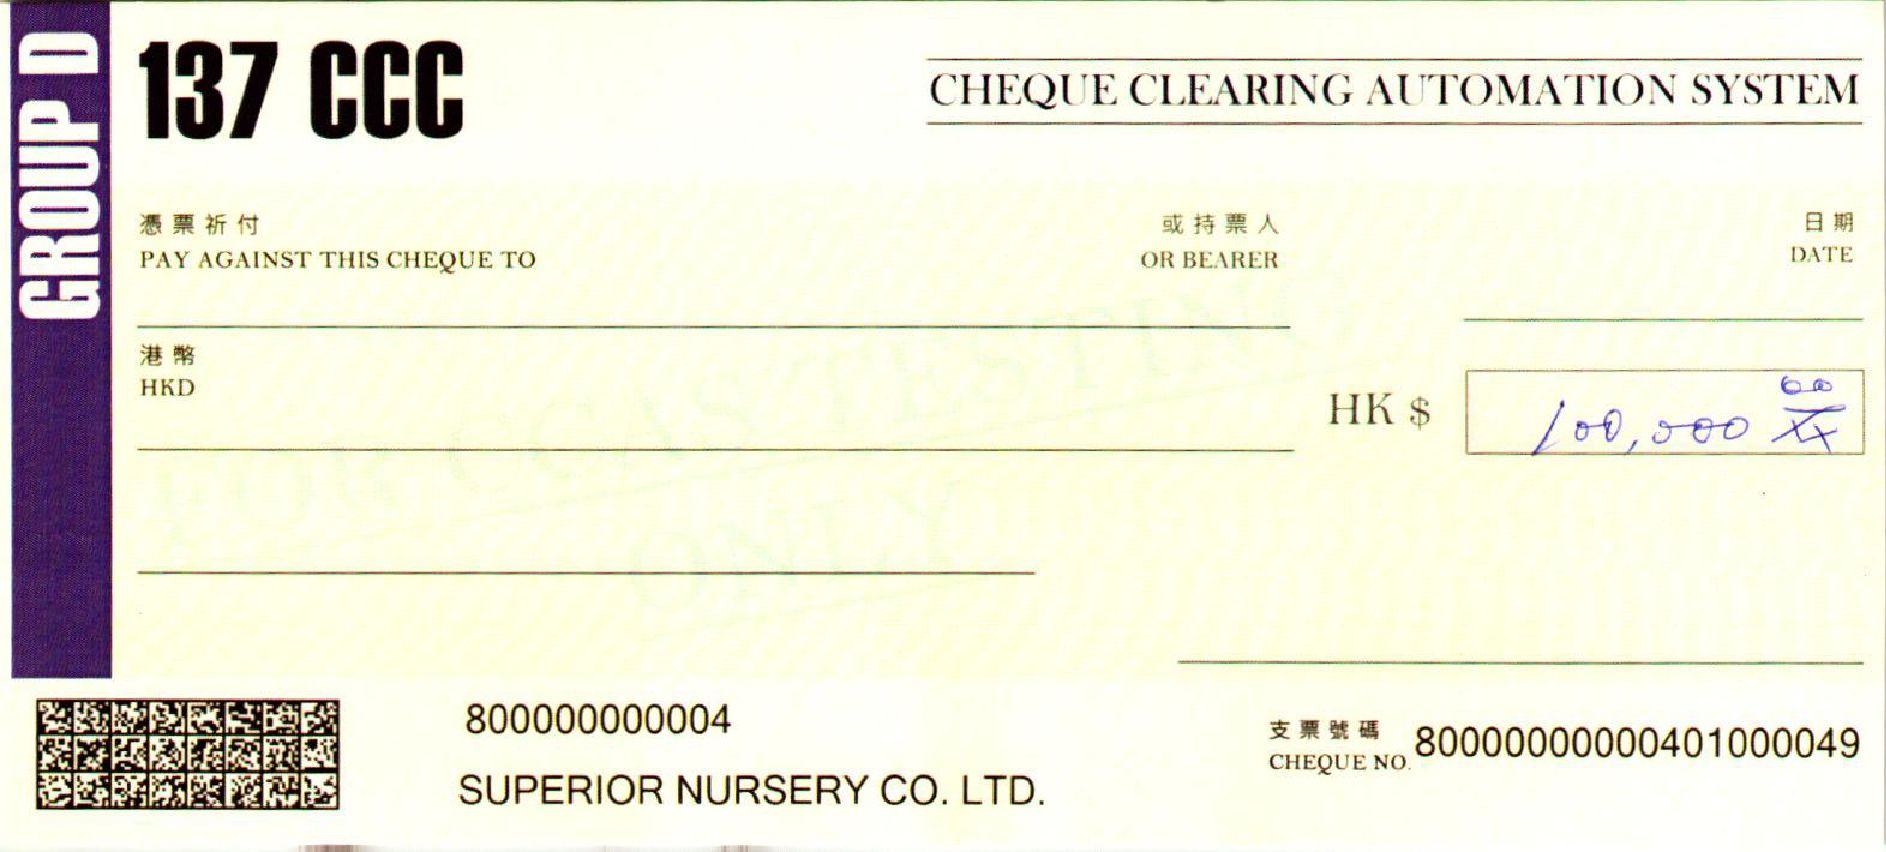 GROUP D
137 CCC
CHEQUE CLEARING AUTOMATION SYSTEM
憑票祈付
PAY AGAINST THIS CHEQUE TO
或持票人
OR BEARER
日期
DATE
港幣
HKD
HK $
100,000 00/XX
FOR CCAS TESTING
ONLY
800000000004
SUPERIOR NURSERY CO. LTD.
支票號碼
CHEQUE NO. 80000000000401000049